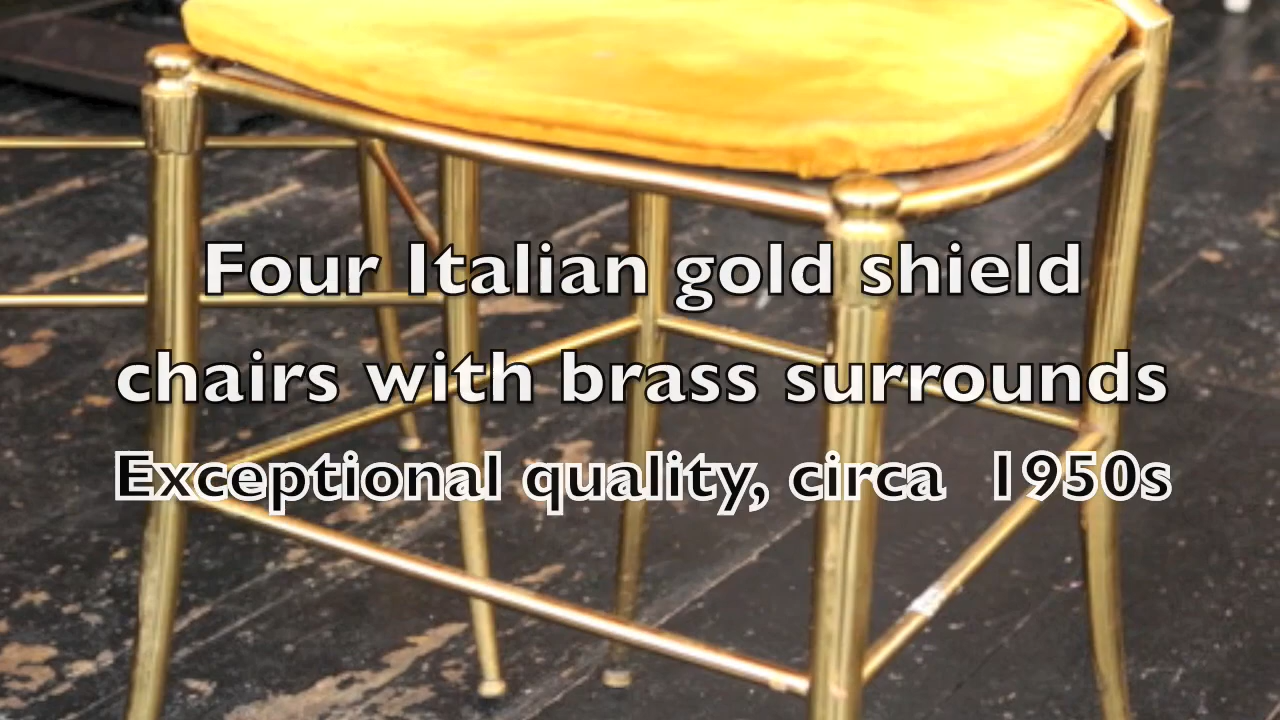 Four Italian gold shield
chairs with brass surrounds
Exceptional quality, circa  1950s